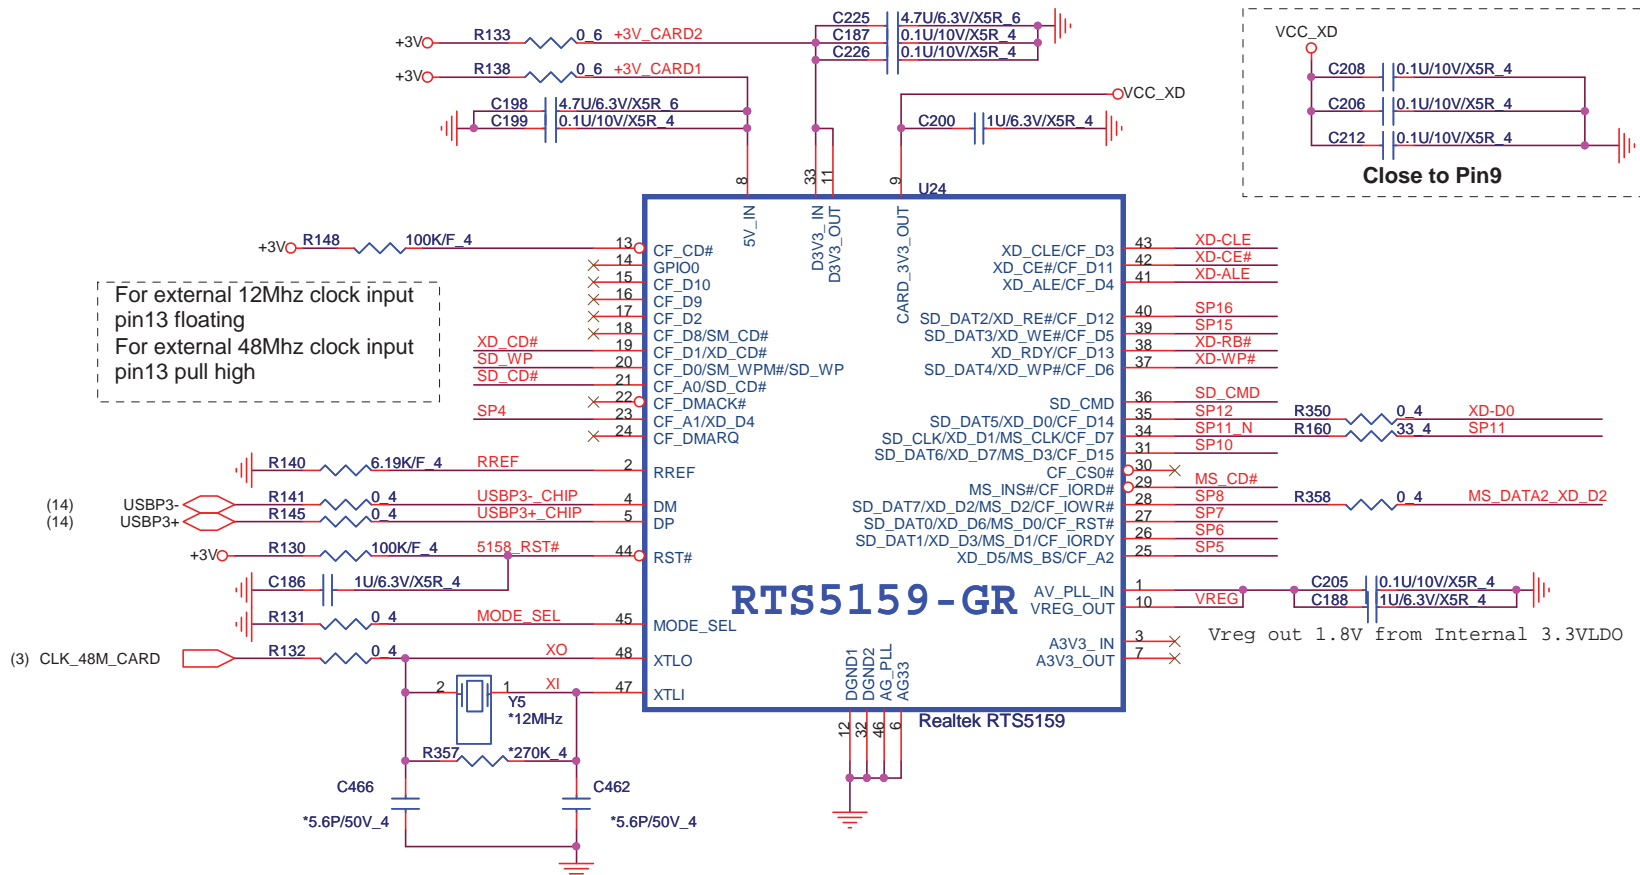 C225 4.7U/6.3V/X5R_6
+3V R133 0_6 +3V_CARD2 C187 0.1U/10V/X5R_4
C226 0.1U/10V/X5R_4
+3V R138 0_6 +3V_CARD1
C198 4.7U/6.3V/X5R_6
C199 0.1U/10V/X5R_4
VCC_XD
C200 1U/6.3V/X5R_4
VCC_XD
C208 0.1U/10V/X5R_4
C206 0.1U/10V/X5R_4
C212 0.1U/10V/X5R_4
Close to Pin9
8 33 11 9 U24
5V_IN D3V3_IN D3V3_OUT CARD_3V3_OUT
+3V R148 100K/F_4 13 CF_CD#
14 GPIO0
15 CF_D10
16 CF_D9
17 CF_D2
18 CF_D8/SM_CD#
XD_CD# 19 CF_D1/XD_CD#
SD_WP 20 CF_D0/SM_WPM#/SD_WP
SD_CD# 21 CF_A0/SD_CD#
22 CF_DMACK#
SP4 23 CF_A1/XD_D4
24 CF_DMARQ
For external 12Mhz clock input
pin13 floating
For external 48Mhz clock input
pin13 pull high
R140 6.19K/F_4 RREF 2 RREF
(14) USBP3- R141 0_4 USBP3-_CHIP 4 DM
(14) USBP3+ R145 0_4 USBP3+_CHIP 5 DP
+3V R130 100K/F_4 5158_RST# 44 RST#
C186 1U/6.3V/X5R_4
R131 0_4 MODE_SEL 45 MODE_SEL
(3) CLK_48M_CARD R132 0_4 XO 48 XTLO
2 1 XI 47 XTLI
Y5
*12MHz
R357 *270K_4
C466 C462
*5.6P/50V_4 *5.6P/50V_4
XD_CLE/CF_D3 43 XD-CLE
XD_CE#/CF_D11 42 XD-CE#
XD_ALE/CF_D4 41 XD-ALE
SD_DAT2/XD_RE#/CF_D12 40 SP16
SD_DAT3/XD_WE#/CF_D5 39 SP15
XD_RDY/CF_D13 38 XD-RB#
SD_DAT4/XD_WP#/CF_D6 37 XD-WP#
SD_CMD 36 SD_CMD
SD_DAT5/XD_D0/CF_D14 35 SP12 R350 0_4 XD-D0
SD_CLK/XD_D1/MS_CLK/CF_D7 34 SP11_N R160 33_4 SP11
SD_DAT6/XD_D7/MS_D3/CF_D15 31 SP10
CF_CS0# 30
MS_INS#/CF_IORD# 29 MS_CD#
SD_DAT7/XD_D2/MS_D2/CF_IOWR# 28 SP8 R358 0_4 MS_DATA2_XD_D2
SD_DAT0/XD_D6/MS_D0/CF_RST# 27 SP7
SD_DAT1/XD_D3/MS_D1/CF_IORDY 26 SP6
XD_D5/MS_BS/CF_A2 25 SP5
RTS5159-GR
AV_PLL_IN 1 C205 0.1U/10V/X5R_4
VREG_OUT 10 VREG C188 1U/6.3V/X5R_4
Vreg out 1.8V from Internal 3.3VLDO
A3V3_IN 3
A3V3_OUT 7
DGND1 DGND2 AG_PLL AG33
12 32 46 6
Realtek RTS5159